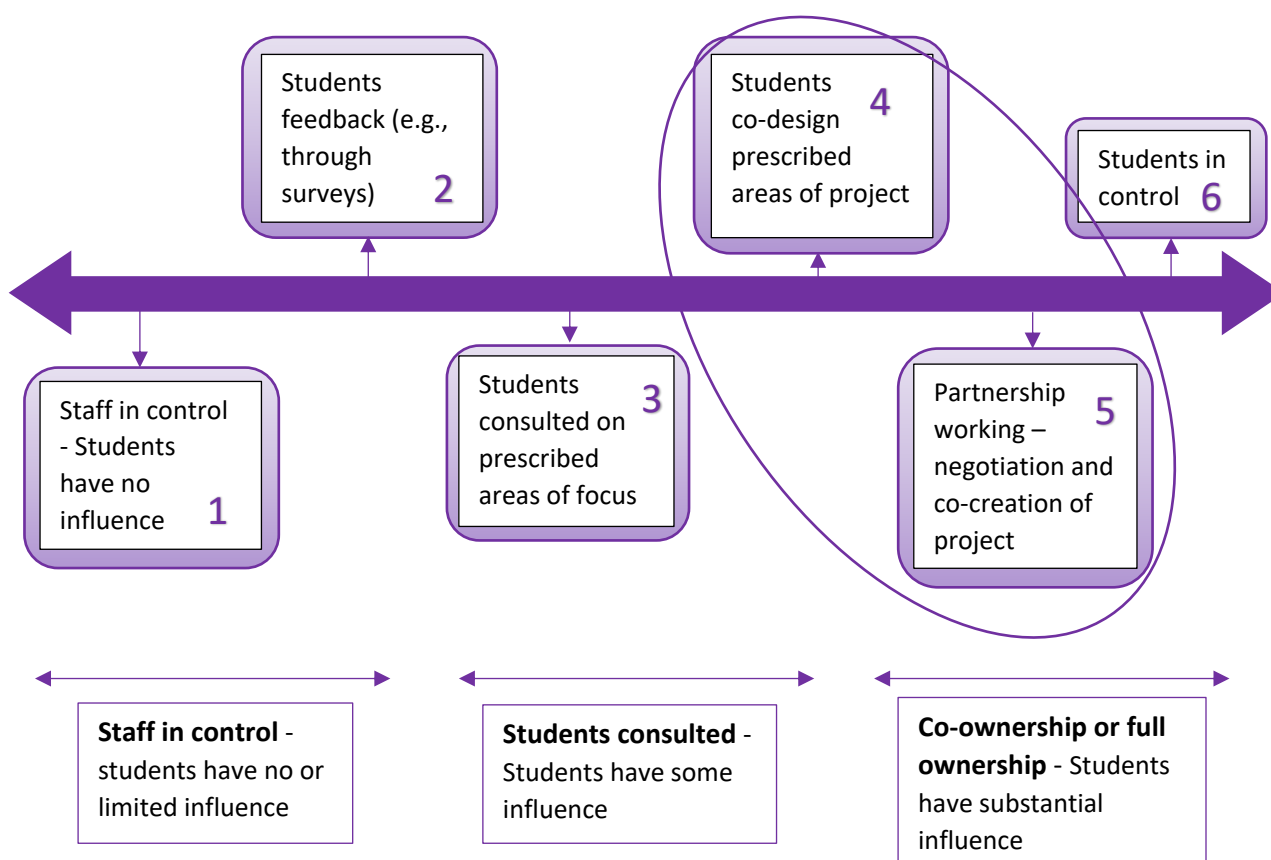 Staff in control
- Students
have no
influence
1
Students
feedback (e.g.,
through
surveys)
2
Students
consulted on
prescribed
areas of focus
3
Students
co-design
prescribed
areas of project
4
Partnership
working –
negotiation and
co-creation of
project
5
Students in
control
6
Staff in control -
students have no or
limited influence
Students consulted -
Students have some
influence
Co-ownership or full
ownership - Students
have substantial
influence